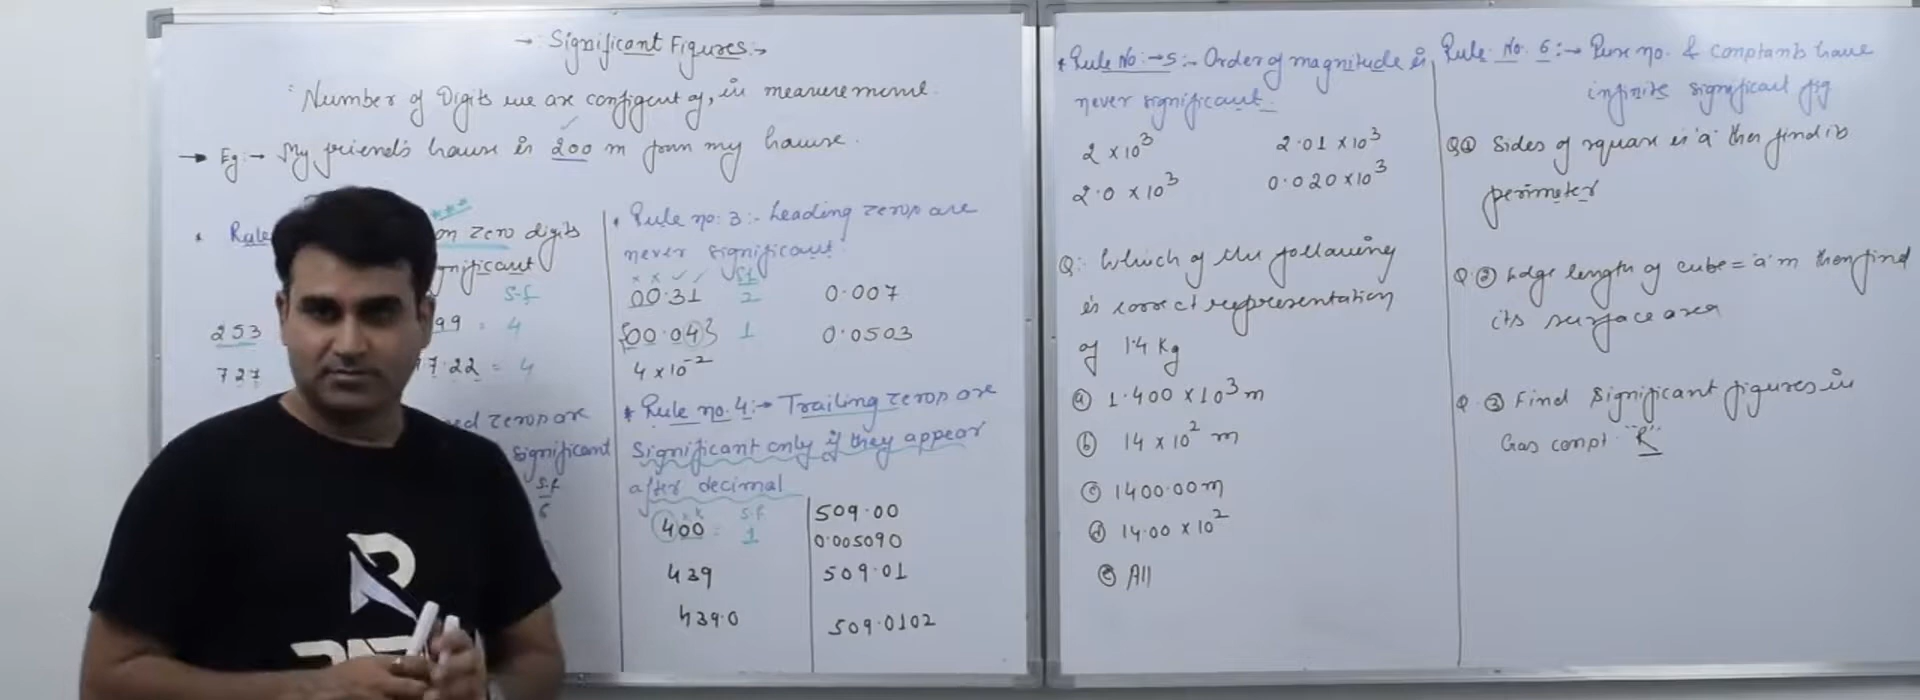 → : Significant Figures :→
Number of Digits we are confident of, in measurement.
→ Eg :→ My friend's house is 200 m from my house.
* Rule
on zero digits
gnificant
S.f
253
99 = 4
727
7.22 = 4
ed zeros are
significant
S.f
6
* Rule no: 3 :- Leading zeros are
never significant.
x x ✓ ✓ S.f
00.31 2 0.007
{00.04} 1 0.0503
4 x 10⁻²
* Rule no. 4 :→ Trailing zeros are
Significant only if they appear
after decimal
x x S.f
400 = 1
439
439.0
509.00
0.005090
509.01
509.0102
* Rule No :→ 5 :- Order of magnitude is
never significant.
2 x 10³ 2.01 x 10³
2.0 x 10³ 0.020 x 10³
Q: Which of the following
is correct representation
of 1.4 Kg
(a) 1.400 x 10³ m
(b) 14 x 10² m
(c) 1400.00 m
(d) 14.00 x 10²
(e) All
Rule No. 6 :→ Pure no. & constants have
infinite significant fig
Q① Sides of square is 'a' then find its
perimeter
Q.② Edge length of cube = 'a' m then find
its surface area
Q.③ Find significant figures in
Gas const. "R"